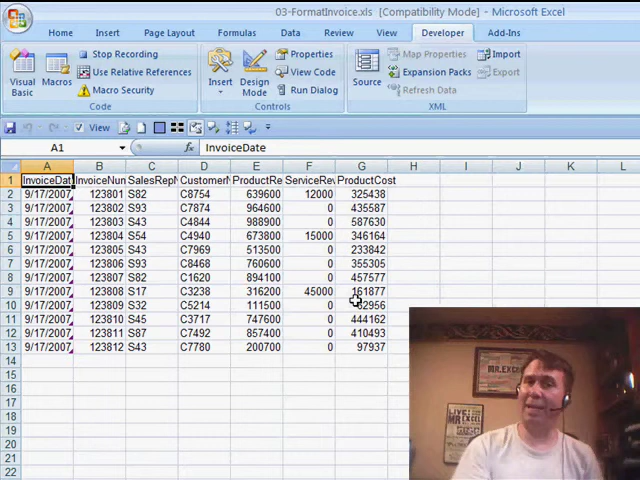 03-FormatInvoice.xls [Compatibility Mode] - Microsoft Excel
Home Insert Page Layout Formulas Data Review View Developer Add-Ins
Visual Basic
Macros
Stop Recording
Use Relative References
Macro Security
Code
Insert
Design Mode
Properties
View Code
Run Dialog
Controls
Source
Map Properties
Expansion Packs
Refresh Data
Import
Export
XML
View
A1 fx InvoiceDate
A B C D E F G H I J K L
1 InvoiceDat InvoiceNun SalesRepN CustomerN ProductRe ServiceRev ProductCost
2 9/17/2007 123801 S82 C8754 639600 12000 325438
3 9/17/2007 123802 S93 C7874 964600 0 435587
4 9/17/2007 123803 S43 C4844 988900 0 587630
5 9/17/2007 123804 S54 C4940 673800 15000 346164
6 9/17/2007 123805 S43 C7969 513500 0 233842
7 9/17/2007 123806 S93 C8468 760600 0 355305
8 9/17/2007 123807 S82 C1620 894100 0 457577
9 9/17/2007 123808 S17 C3238 316200 45000 161877
10 9/17/2007 123809 S32 C5214 111500 0 62956
11 9/17/2007 123810 S45 C3717 747600 0 444162
12 9/17/2007 123811 S87 C7492 857400 0 410493
13 9/17/2007 123812 S43 C7780 200700 0 97937
14
15
16
17
18
19
20
21
22
MR.EXCEL
LIVE!
MR.EXCEL